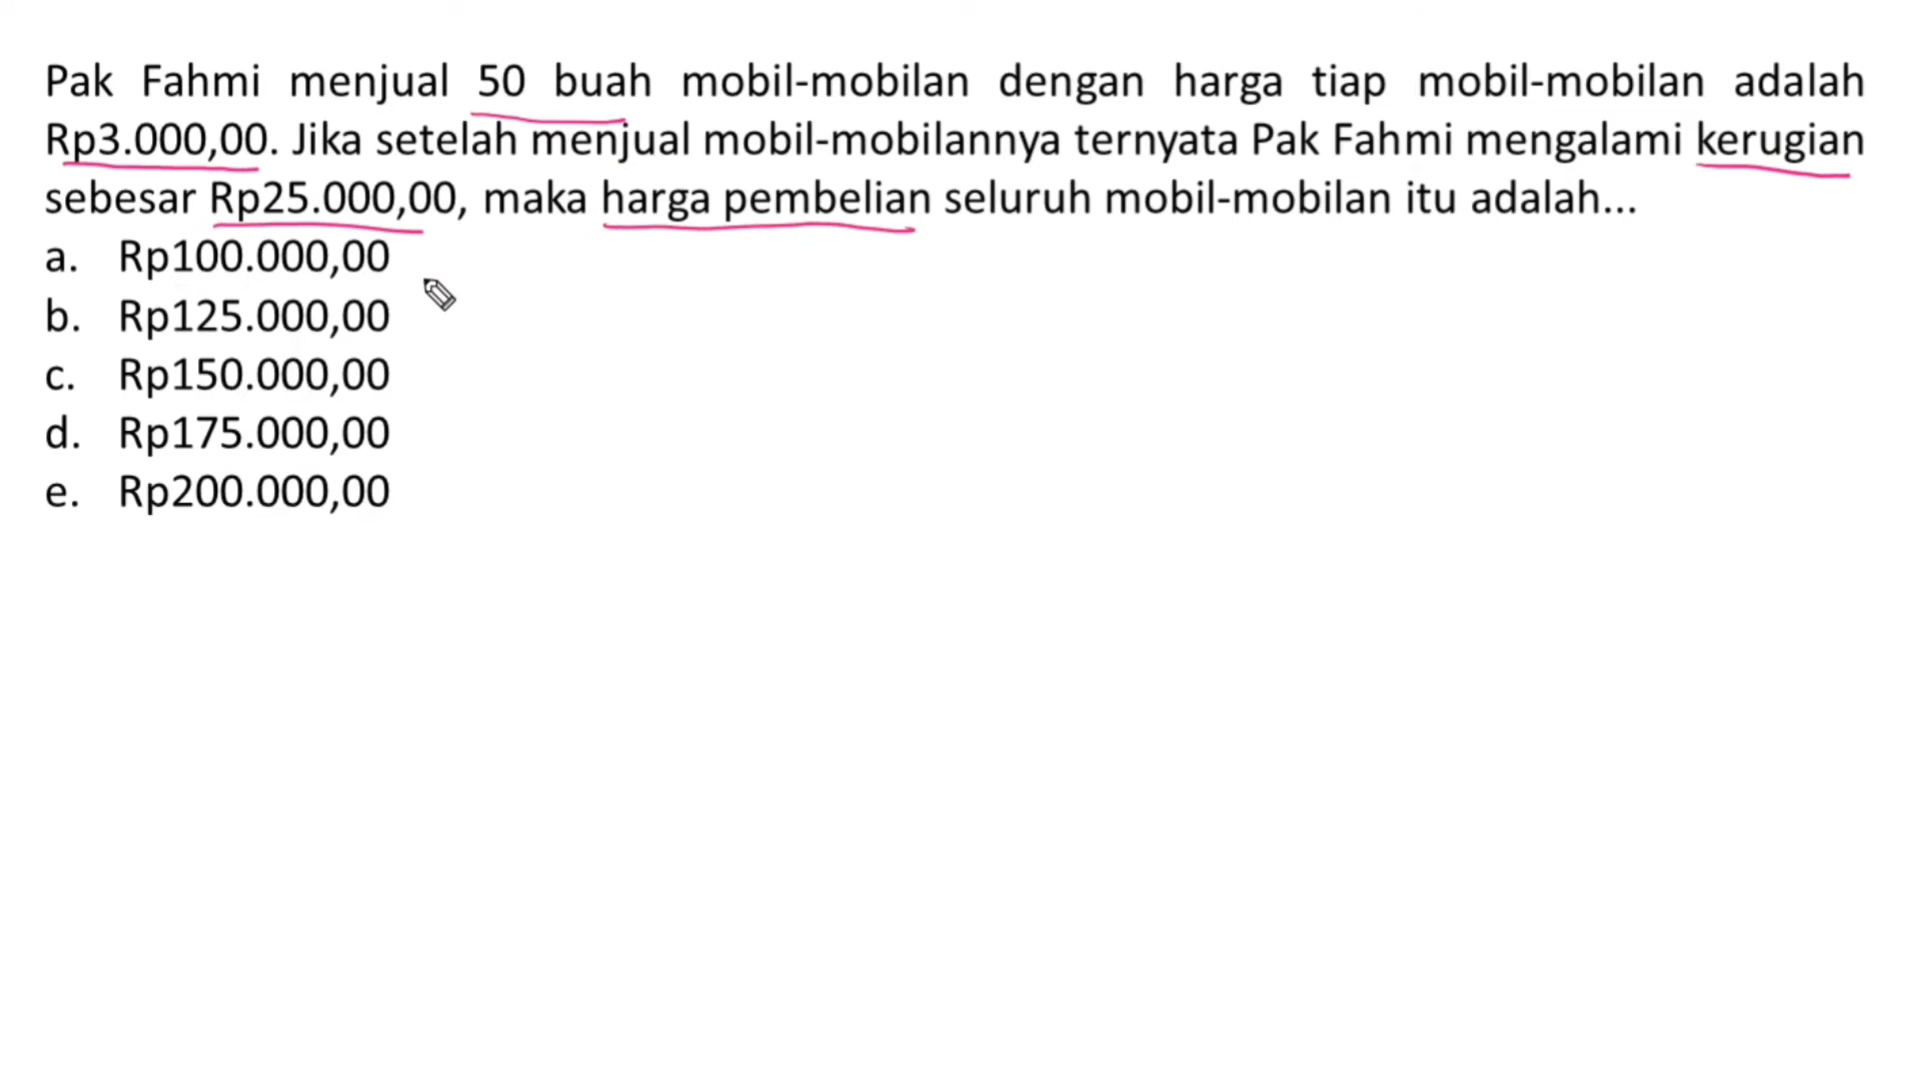 Pak Fahmi menjual 50 buah mobil-mobilan dengan harga tiap mobil-mobilan adalah
Rp3.000,00. Jika setelah menjual mobil-mobilannya ternyata Pak Fahmi mengalami kerugian
sebesar Rp25.000,00, maka harga pembelian seluruh mobil-mobilan itu adalah...
a. Rp100.000,00
b. Rp125.000,00
c. Rp150.000,00
d. Rp175.000,00
e. Rp200.000,00